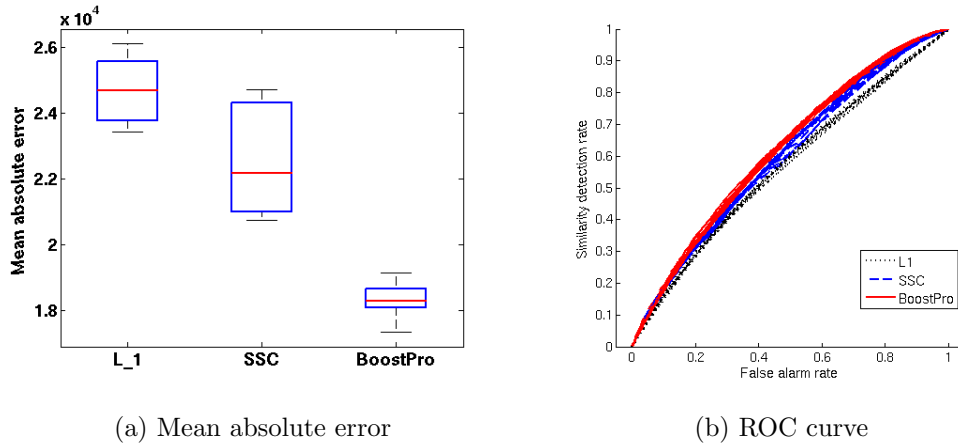 x 10^4
2.6
2.4
2.2
2
1.8
Mean absolute error
L_1 SSC BoostPro
(a) Mean absolute error
1
0.9
0.8
0.7
0.6
0.5
0.4
0.3
0.2
0.1
0
Similarity detection rate
L1
SSC
BoostPro
0 0.2 0.4 0.6 0.8 1
False alarm rate
(b) ROC curve